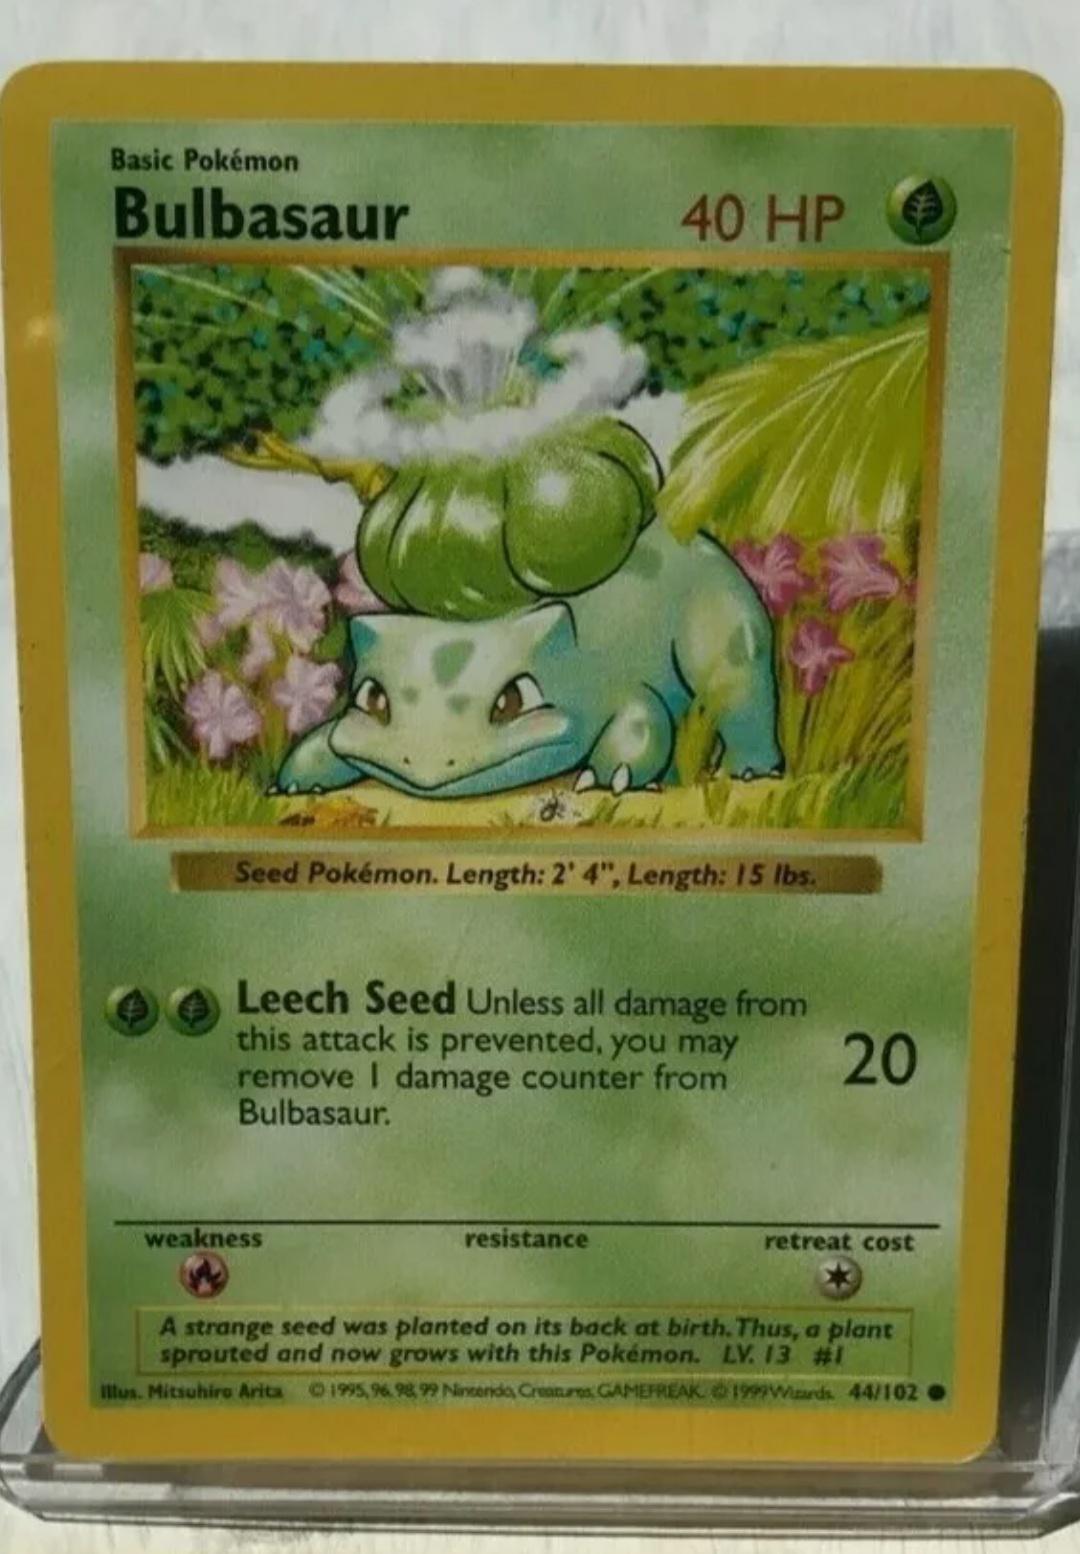 Basic Pokémon
Bulbasaur
40 HP
Seed Pokémon. Length: 2' 4", Length: 15 lbs.
Leech Seed Unless all damage from
this attack is prevented, you may
remove 1 damage counter from
Bulbasaur.
20
weakness
resistance
retreat cost
A strange seed was planted on its back at birth. Thus, a plant
sprouted and now grows with this Pokémon. LV. 13 #1
Illus. Mitsuhiro Arita © 1995, 96, 98, 99 Nintendo, Creatures, GAMEFREAK. © 1999 Wizards. 44/102